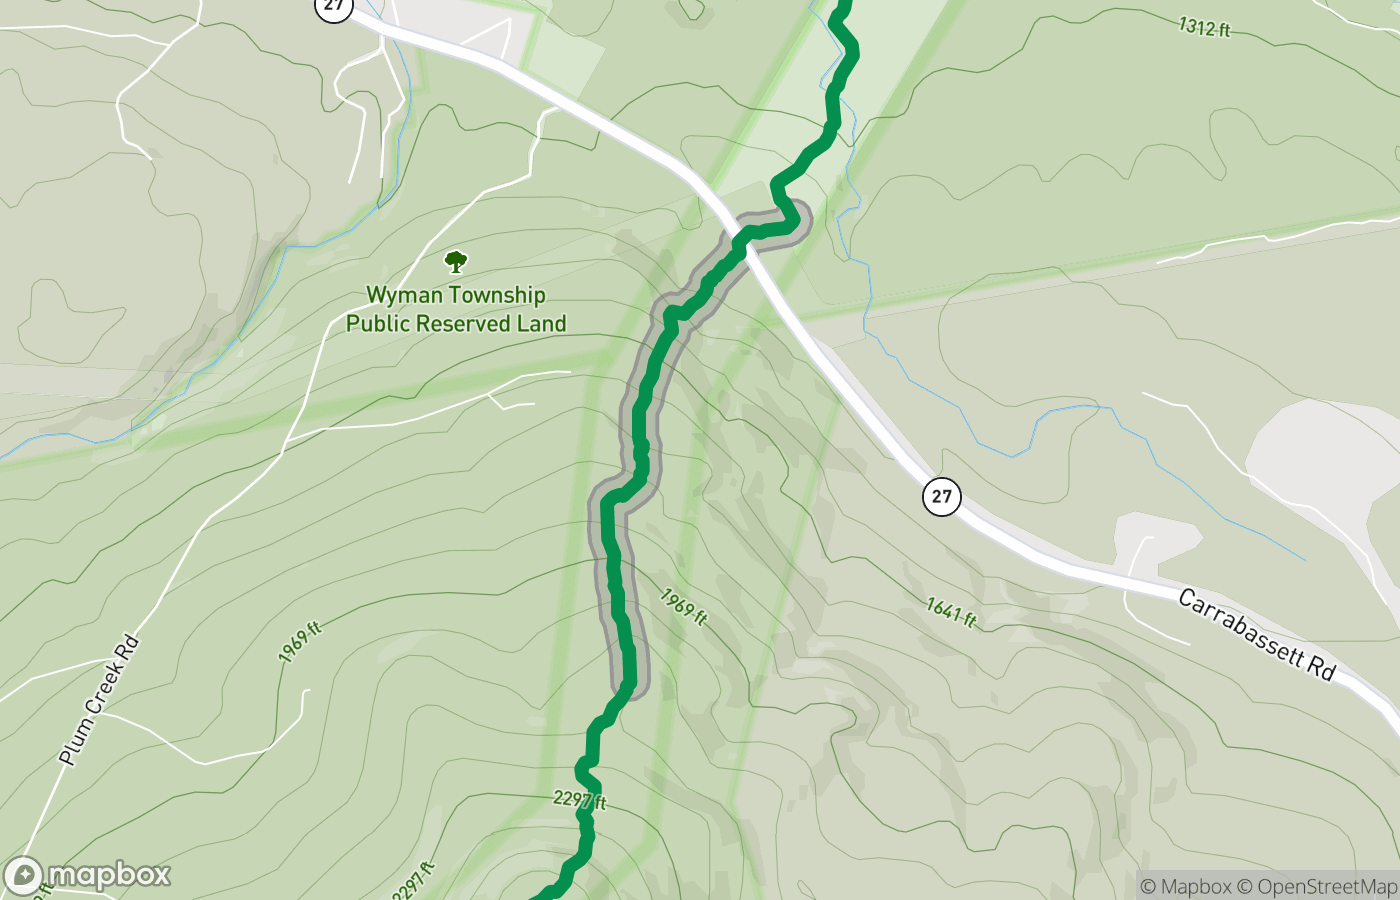 27
1312 ft
Wyman Township
Public Reserved Land
27
1969 ft
1641 ft
Carrabassett Rd
1969 ft
Plum Creek Rd
2297 ft
2297 ft
mapbox
© Mapbox © OpenStreetMap